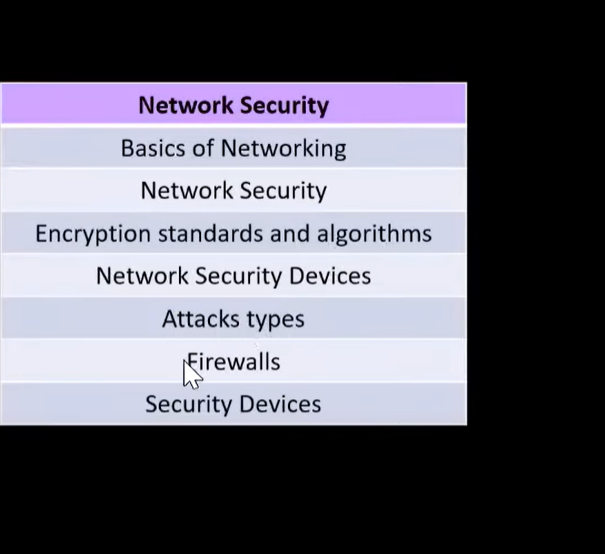 Network Security
Basics of Networking
Network Security
Encryption standards and algorithms
Network Security Devices
Attacks types
Firewalls
Security Devices